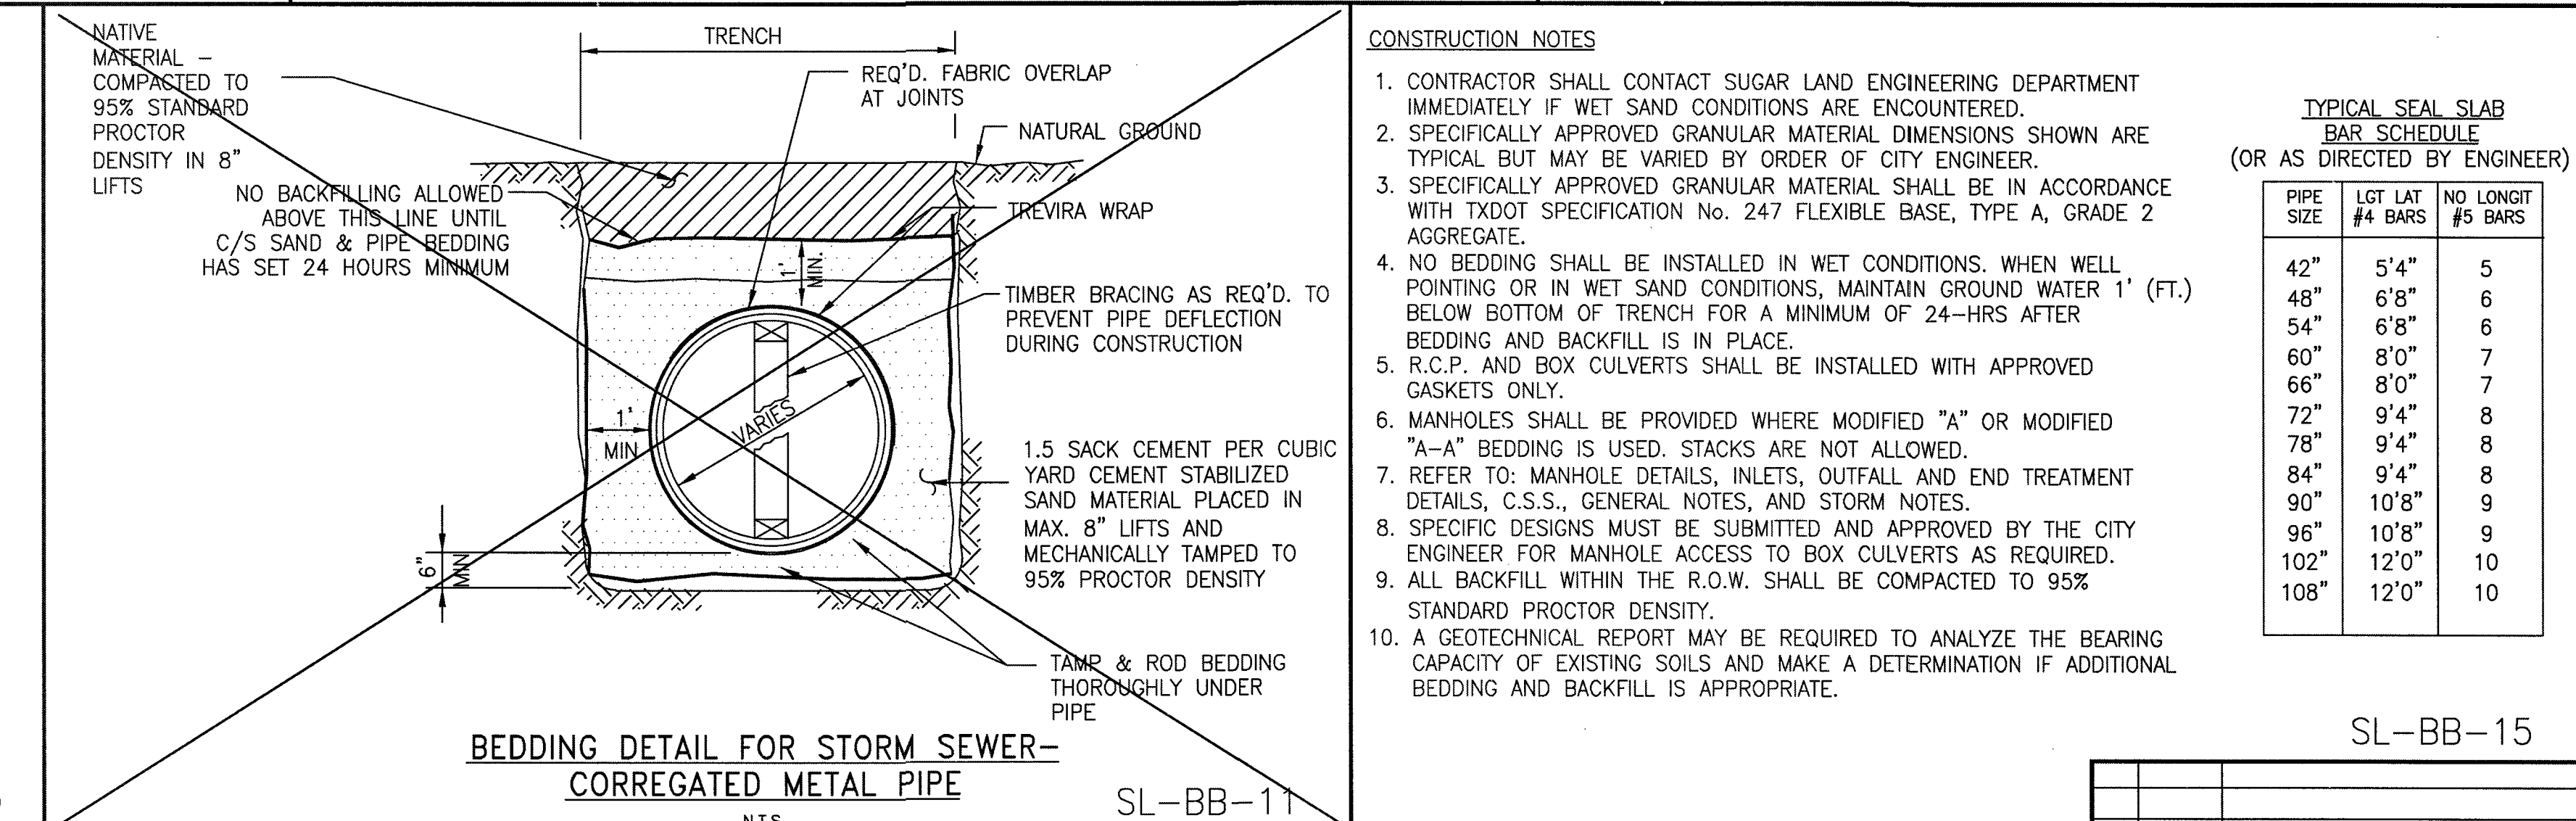 NATIVE
MATERIAL –
COMPACTED TO
95% STANDARD
PROCTOR
DENSITY IN 8"
LIFTS
TRENCH
REQ'D. FABRIC OVERLAP
AT JOINTS
NATURAL GROUND
NO BACKFILLING ALLOWED
ABOVE THIS LINE UNTIL
C/S SAND & PIPE BEDDING
HAS SET 24 HOURS MINIMUM
TREVIRA WRAP
1'
MIN.
TIMBER BRACING AS REQ'D. TO
PREVENT PIPE DEFLECTION
DURING CONSTRUCTION
VARIES
1'
MIN
1.5 SACK CEMENT PER CUBIC
YARD CEMENT STABILIZED
SAND MATERIAL PLACED IN
MAX. 8" LIFTS AND
MECHANICALLY TAMPED TO
95% PROCTOR DENSITY
6"
MIN
TAMP & ROD BEDDING
THOROUGHLY UNDER
PIPE
BEDDING DETAIL FOR STORM SEWER–
CORREGATED METAL PIPE
N.T.S.
SL–BB–11
CONSTRUCTION NOTES
1. CONTRACTOR SHALL CONTACT SUGAR LAND ENGINEERING DEPARTMENT
IMMEDIATELY IF WET SAND CONDITIONS ARE ENCOUNTERED.
2. SPECIFICALLY APPROVED GRANULAR MATERIAL DIMENSIONS SHOWN ARE
TYPICAL BUT MAY BE VARIED BY ORDER OF CITY ENGINEER.
3. SPECIFICALLY APPROVED GRANULAR MATERIAL SHALL BE IN ACCORDANCE
WITH TXDOT SPECIFICATION No. 247 FLEXIBLE BASE, TYPE A, GRADE 2
AGGREGATE.
4. NO BEDDING SHALL BE INSTALLED IN WET CONDITIONS. WHEN WELL
POINTING OR IN WET SAND CONDITIONS, MAINTAIN GROUND WATER 1' (FT.)
BELOW BOTTOM OF TRENCH FOR A MINIMUM OF 24–HRS AFTER
BEDDING AND BACKFILL IS IN PLACE.
5. R.C.P. AND BOX CULVERTS SHALL BE INSTALLED WITH APPROVED
GASKETS ONLY.
6. MANHOLES SHALL BE PROVIDED WHERE MODIFIED "A" OR MODIFIED
"A–A" BEDDING IS USED. STACKS ARE NOT ALLOWED.
7. REFER TO: MANHOLE DETAILS, INLETS, OUTFALL AND END TREATMENT
DETAILS, C.S.S., GENERAL NOTES, AND STORM NOTES.
8. SPECIFIC DESIGNS MUST BE SUBMITTED AND APPROVED BY THE CITY
ENGINEER FOR MANHOLE ACCESS TO BOX CULVERTS AS REQUIRED.
9. ALL BACKFILL WITHIN THE R.O.W. SHALL BE COMPACTED TO 95%
STANDARD PROCTOR DENSITY.
10. A GEOTECHNICAL REPORT MAY BE REQUIRED TO ANALYZE THE BEARING
CAPACITY OF EXISTING SOILS AND MAKE A DETERMINATION IF ADDITIONAL
BEDDING AND BACKFILL IS APPROPRIATE.
TYPICAL SEAL SLAB
BAR SCHEDULE
(OR AS DIRECTED BY ENGINEER)
PIPE SIZE LGT LAT #4 BARS NO LONGIT #5 BARS
42" 5'4" 5
48" 6'8" 6
54" 6'8" 6
60" 8'0" 7
66" 8'0" 7
72" 9'4" 8
78" 9'4" 8
84" 9'4" 8
90" 10'8" 9
96" 10'8" 9
102" 12'0" 10
108" 12'0" 10
SL–BB–15